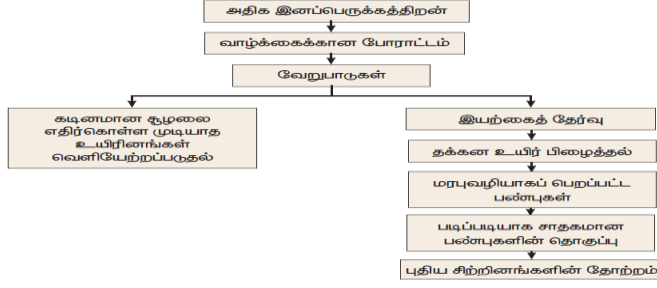 அதிக இனப்பெருக்கத்திறன்
வாழ்க்கைக்கான போராட்டம்
வேறுபாடுகள்
கடினமான சூழலை
எதிர்கொள்ள முடியாத
உயிரினங்கள்
வெளியேற்றப்படுதல்
இயற்கைத் தேர்வு
தக்கன உயிர் பிழைத்தல்
மரபுவழியாகப் பெறப்பட்ட
பண்புகள்
படிப்படியாக சாதகமான
பண்புகளின் தொகுப்பு
புதிய சிற்றினங்களின் தோற்றம்